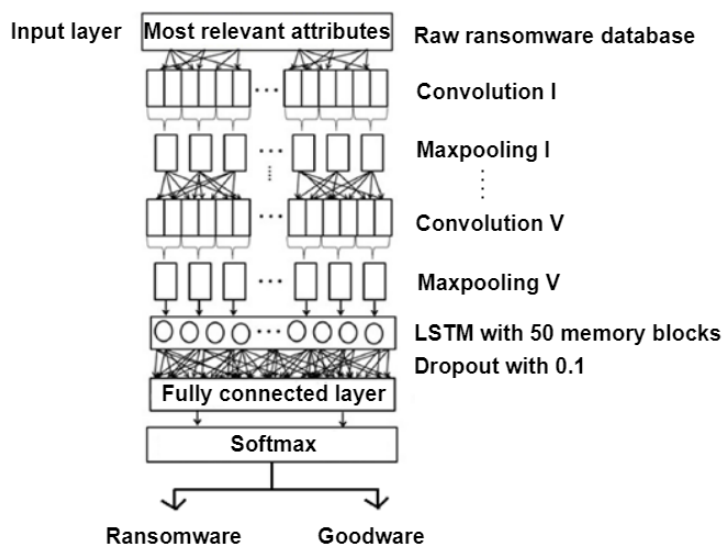 Input layer
Most relevant attributes
Raw ransomware database
Convolution I
Maxpooling I
Convolution V
Maxpooling V
LSTM with 50 memory blocks
Dropout with 0.1
Fully connected layer
Softmax
Ransomware
Goodware